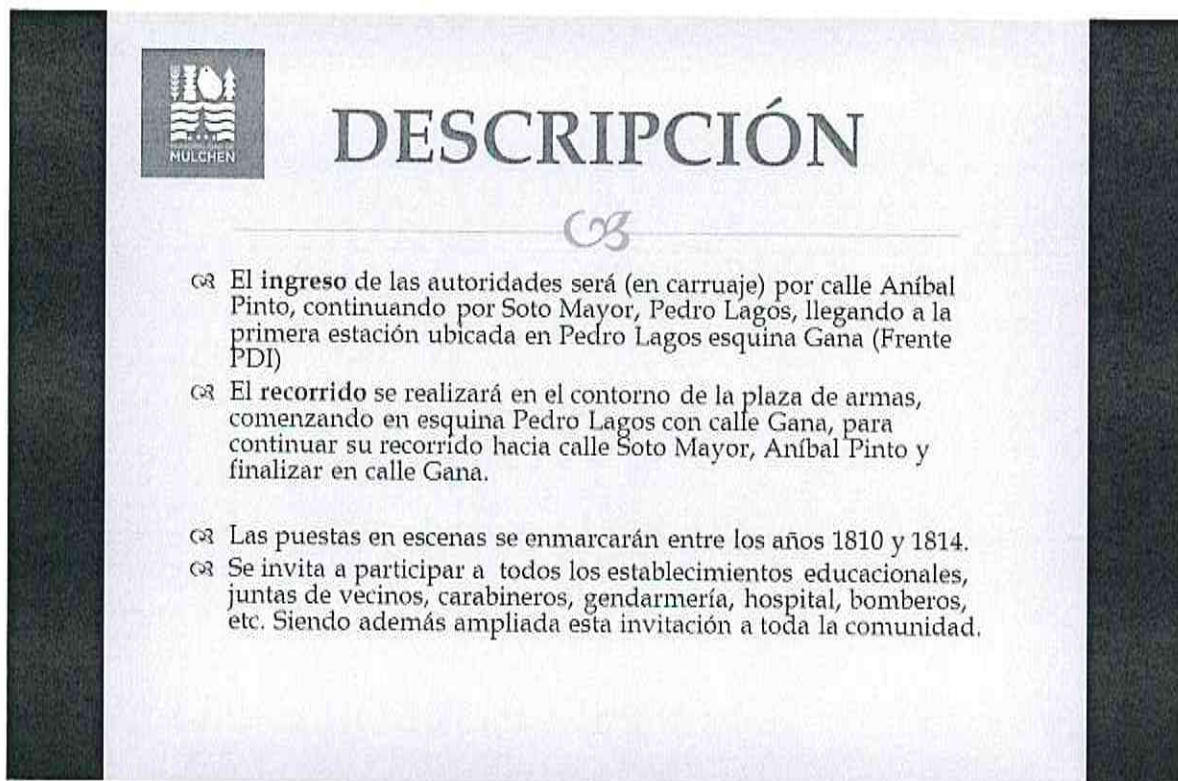 MUNICIPALIDAD DE
MULCHEN
DESCRIPCIÓN
El ingreso de las autoridades será (en carruaje) por calle Aníbal
Pinto, continuando por Soto Mayor, Pedro Lagos, llegando a la
primera estación ubicada en Pedro Lagos esquina Gana (Frente
PDI)
El recorrido se realizará en el contorno de la plaza de armas,
comenzando en esquina Pedro Lagos con calle Gana, para
continuar su recorrido hacia calle Soto Mayor, Aníbal Pinto y
finalizar en calle Gana.
Las puestas en escenas se enmarcarán entre los años 1810 y 1814.
Se invita a participar a todos los establecimientos educacionales,
juntas de vecinos, carabineros, gendarmería, hospital, bomberos,
etc. Siendo además ampliada esta invitación a toda la comunidad.